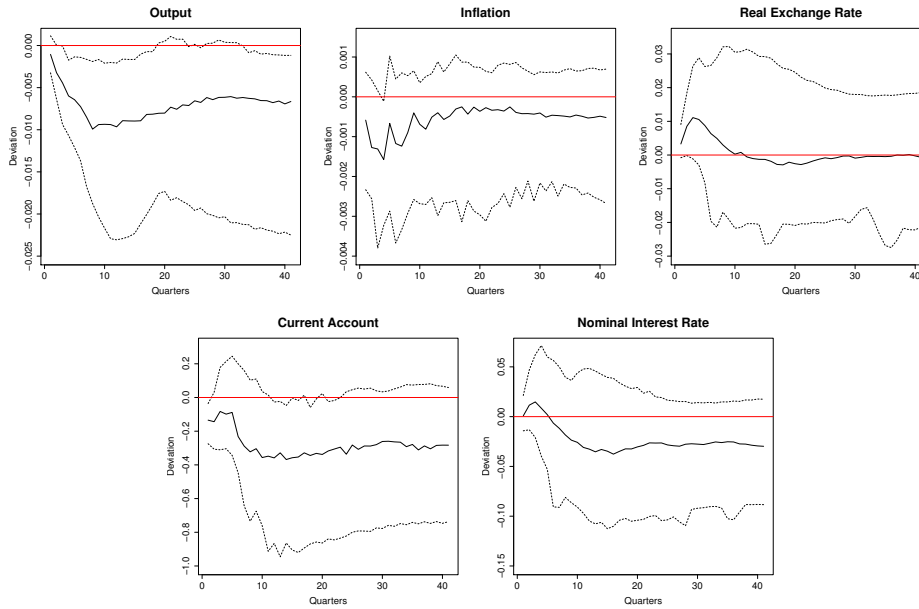 Output
0.000
−0.005
−0.010
−0.015
−0.020
−0.025
Deviation
0 10 20 30 40
Quarters
Inflation
0.001
0.000
−0.001
−0.002
−0.003
−0.004
Deviation
0 10 20 30 40
Quarters
Real Exchange Rate
0.03
0.02
0.01
0.00
−0.01
−0.02
−0.03
Deviation
0 10 20 30 40
Quarters
Current Account
0.2
0.0
−0.2
−0.4
−0.6
−0.8
−1.0
Deviation
0 10 20 30 40
Quarters
Nominal Interest Rate
0.05
0.00
−0.05
−0.10
−0.15
Deviation
0 10 20 30 40
Quarters